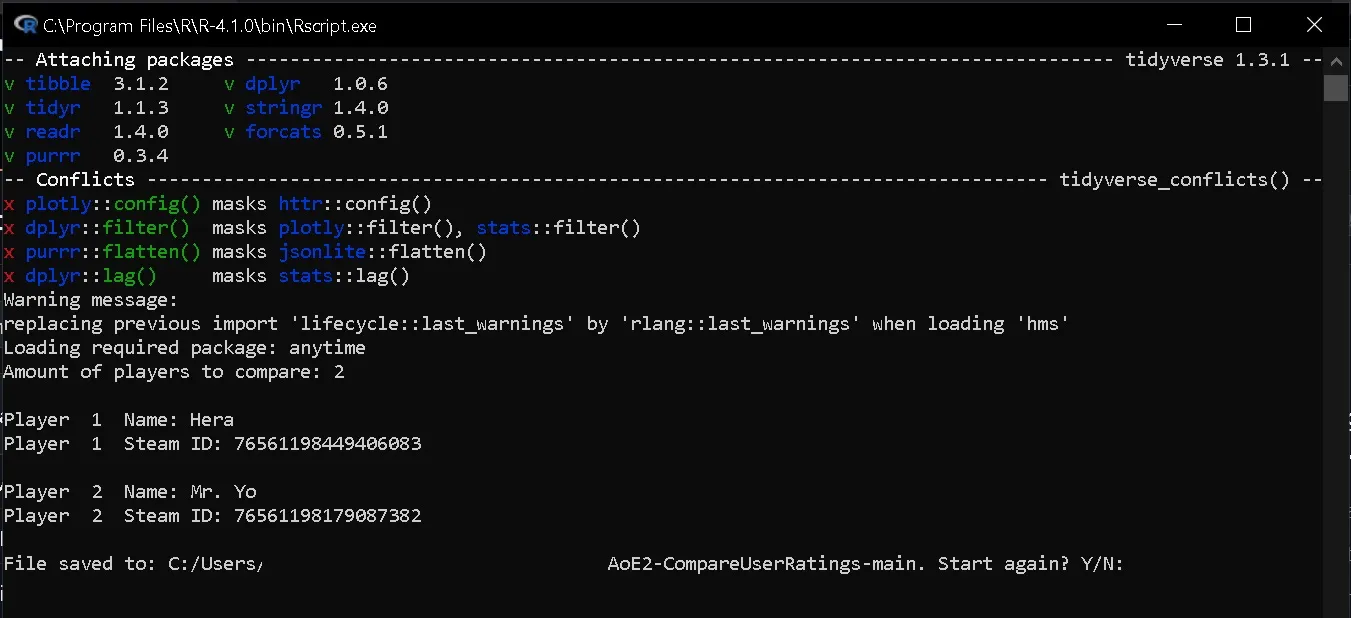 C:\Program Files\R\R-4.1.0\bin\Rscript.exe
-- Attaching packages ------------------------------------------------------------------------------- tidyverse 1.3.1 --
v tibble  3.1.2     v dplyr   1.0.6
v tidyr   1.1.3     v stringr 1.4.0
v readr   1.4.0     v forcats 0.5.1
v purrr   0.3.4
-- Conflicts ---------------------------------------------------------------------------------- tidyverse_conflicts() --
x plotly::config() masks httr::config()
x dplyr::filter()  masks plotly::filter(), stats::filter()
x purrr::flatten() masks jsonlite::flatten()
x dplyr::lag()     masks stats::lag()
Warning message:
replacing previous import 'lifecycle::last_warnings' by 'rlang::last_warnings' when loading 'hms'
Loading required package: anytime
Amount of players to compare: 2
Player  1  Name: Hera
Player  1  Steam ID: 76561198449406083
Player  2  Name: Mr. Yo
Player  2  Steam ID: 76561198179087382
File saved to: C:/Users/ AoE2-CompareUserRatings-main. Start again? Y/N: